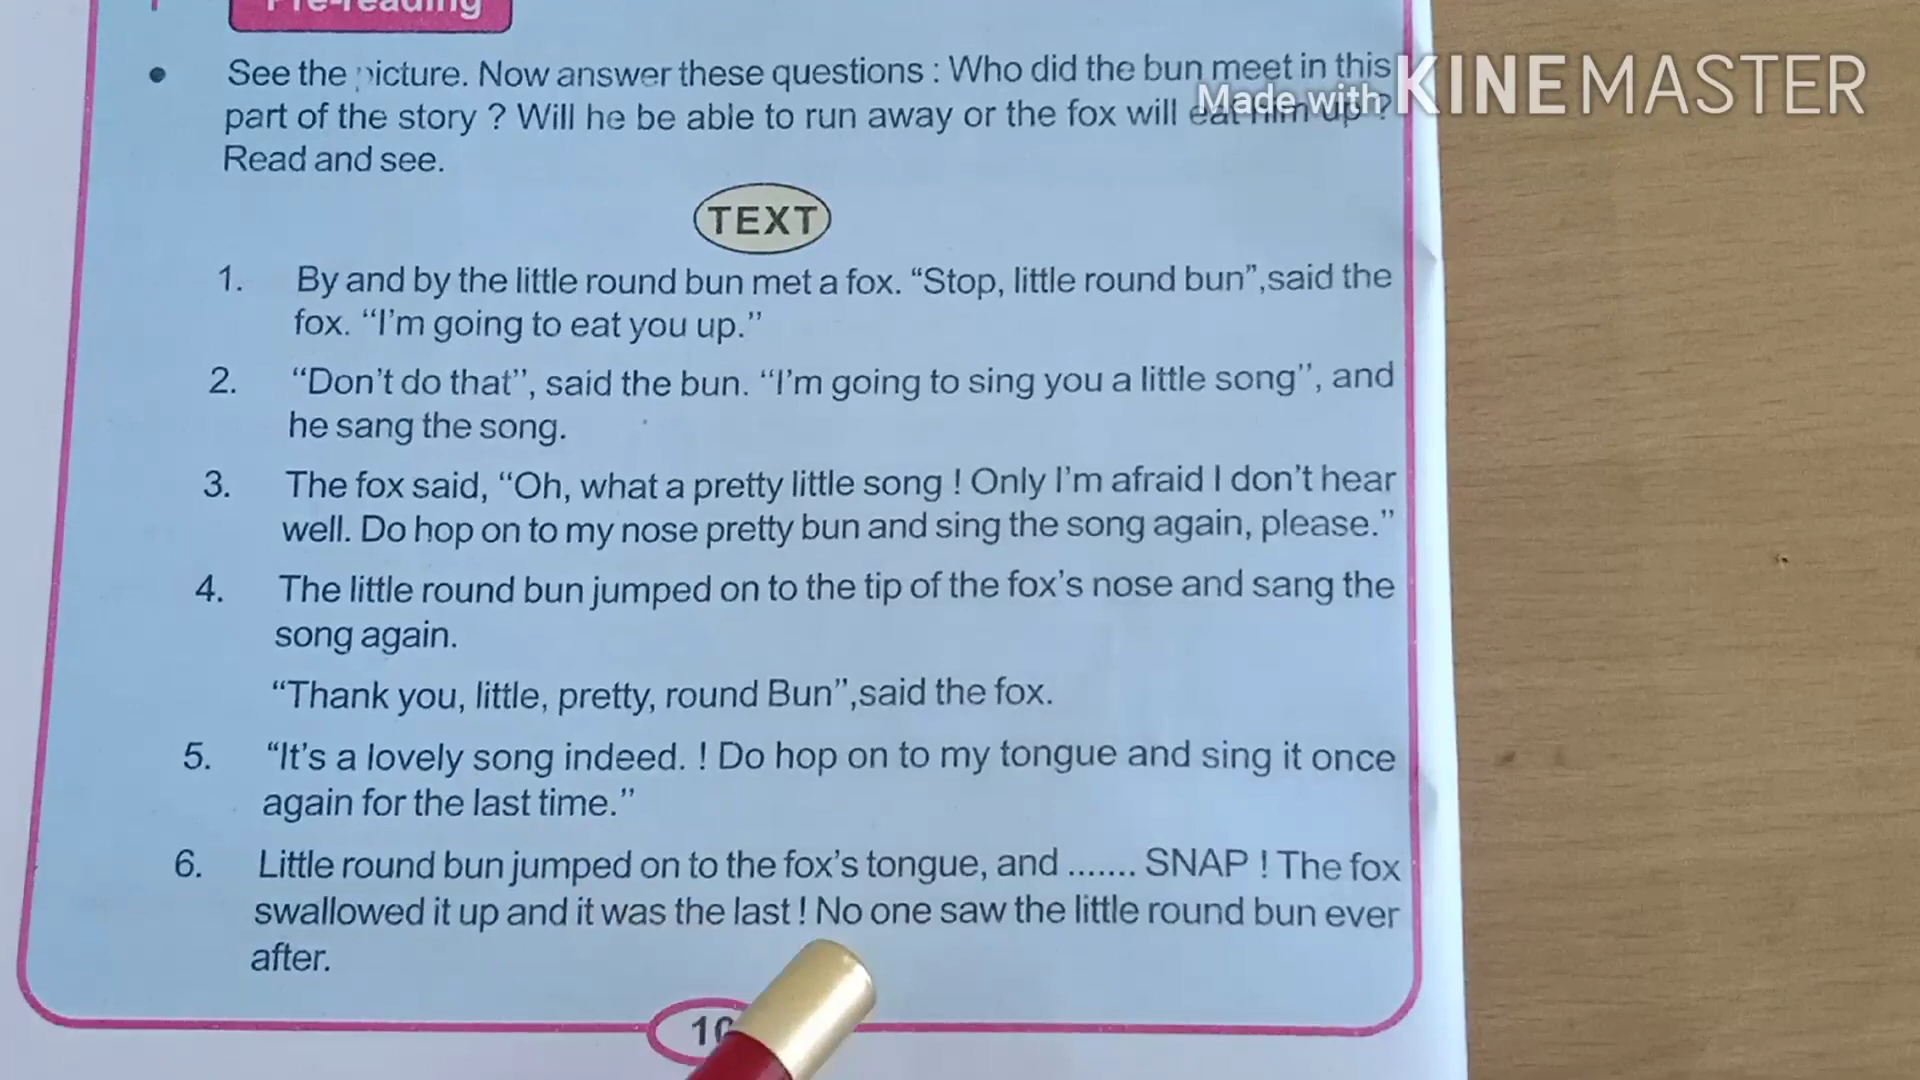 Pre-reading
• See the picture. Now answer these questions : Who did the bun meet in this
part of the story ? Will he be able to run away or the fox will eat him up ?
Read and see.
Made with KINEMASTER
TEXT
1. By and by the little round bun met a fox. “Stop, little round bun”,said the
fox. “I’m going to eat you up.”
2. “Don’t do that”, said the bun. “I’m going to sing you a little song”, and
he sang the song.
3. The fox said, “Oh, what a pretty little song ! Only I’m afraid I don’t hear
well. Do hop on to my nose pretty bun and sing the song again, please.”
4. The little round bun jumped on to the tip of the fox’s nose and sang the
song again.
“Thank you, little, pretty, round Bun”,said the fox.
5. “It’s a lovely song indeed. ! Do hop on to my tongue and sing it once
again for the last time.”
6. Little round bun jumped on to the fox’s tongue, and ....... SNAP ! The fox
swallowed it up and it was the last ! No one saw the little round bun ever
after.